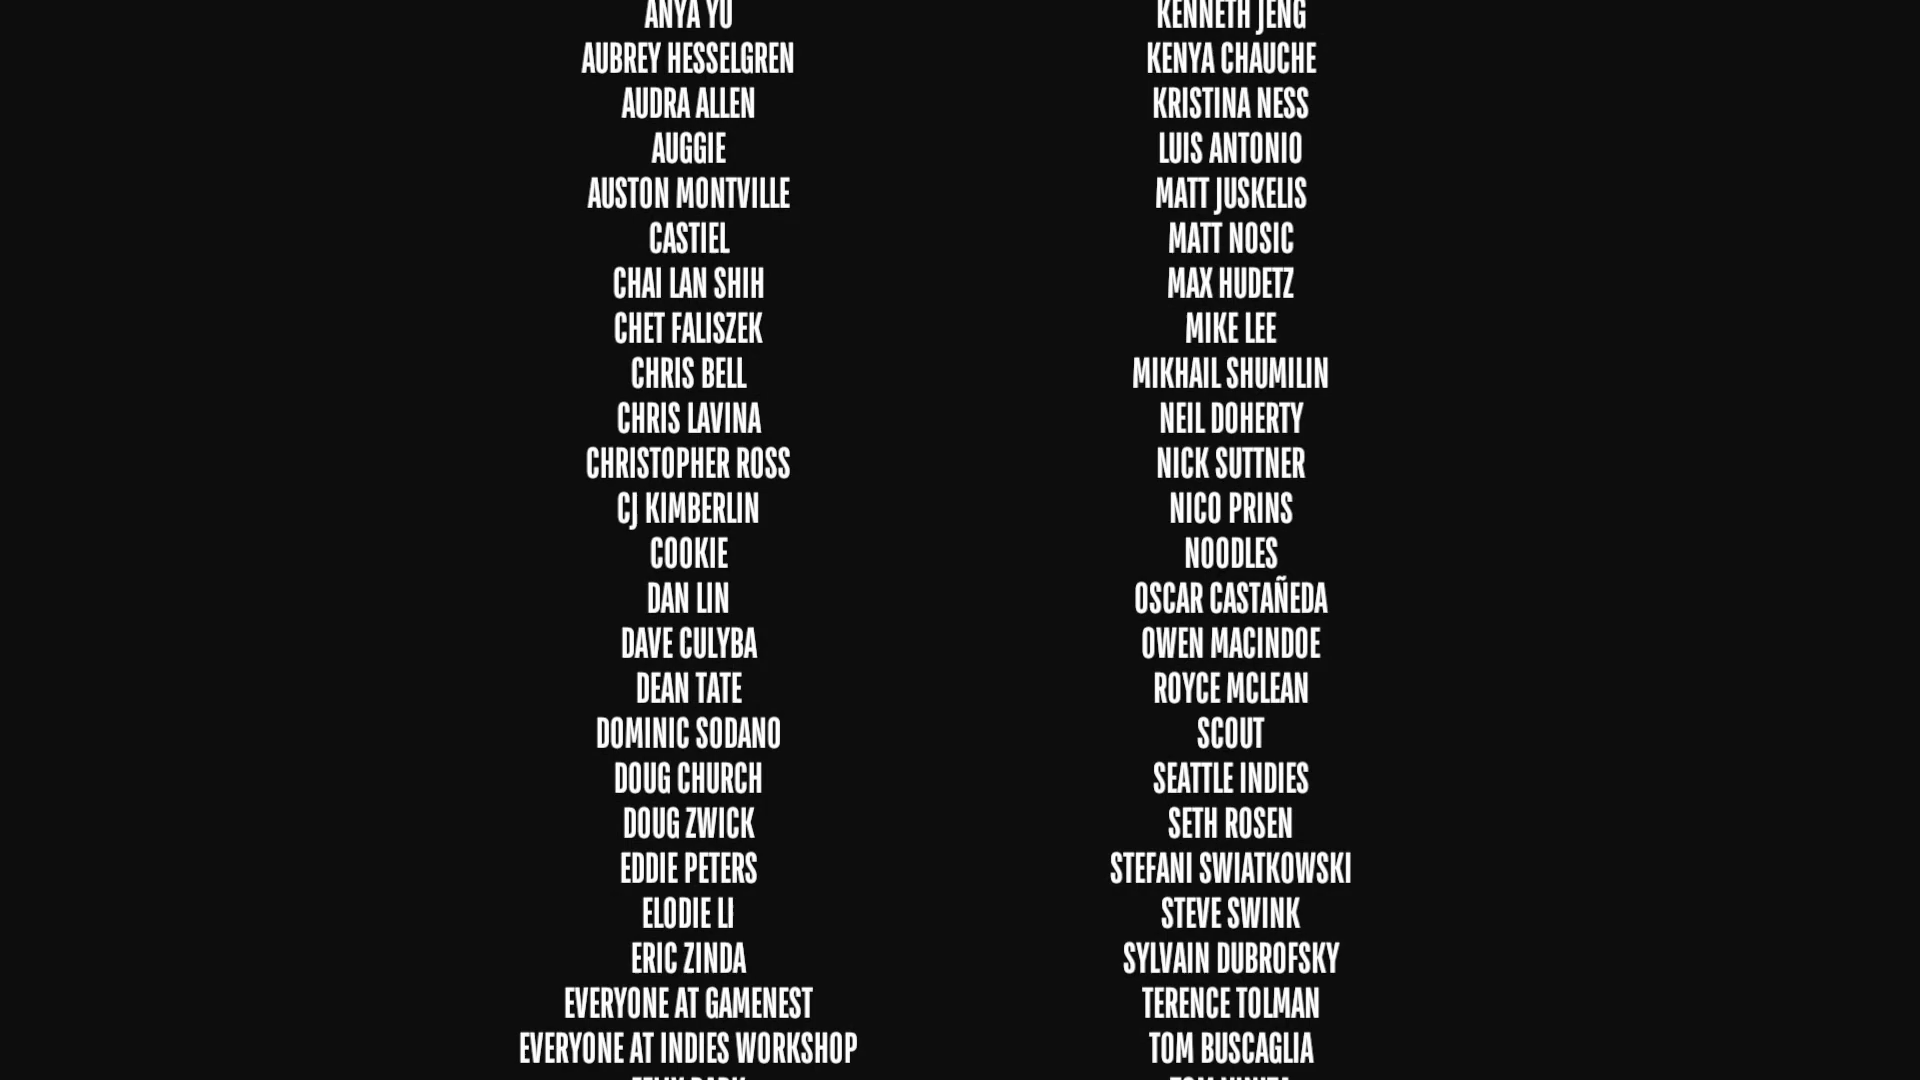 ANYA YU
AUBREY HESSELGREN
AUDRA ALLEN
AUGGIE
AUSTON MONTVILLE
CASTIEL
CHAI LAN SHIH
CHET FALISZEK
CHRIS BELL
CHRIS LAVINA
CHRISTOPHER ROSS
CJ KIMBERLIN
COOKIE
DAN LIN
DAVE CULYBA
DEAN TATE
DOMINIC SODANO
DOUG CHURCH
DOUG ZWICK
EDDIE PETERS
ELODIE LI
ERIC ZINDA
EVERYONE AT GAMENEST
EVERYONE AT INDIES WORKSHOP
KENNETH JENG
KENYA CHAUCHE
KRISTINA NESS
LUIS ANTONIO
MATT JUSKELIS
MATT NOSIC
MAX HUDETZ
MIKE LEE
MIKHAIL SHUMILIN
NEIL DOHERTY
NICK SUTTNER
NICO PRINS
NOODLES
OSCAR CASTAÑEDA
OWEN MACINDOE
ROYCE MCLEAN
SCOUT
SEATTLE INDIES
SETH ROSEN
STEFANI SWIATKOWSKI
STEVE SWINK
SYLVAIN DUBROFSKY
TERENCE TOLMAN
TOM BUSCAGLIA